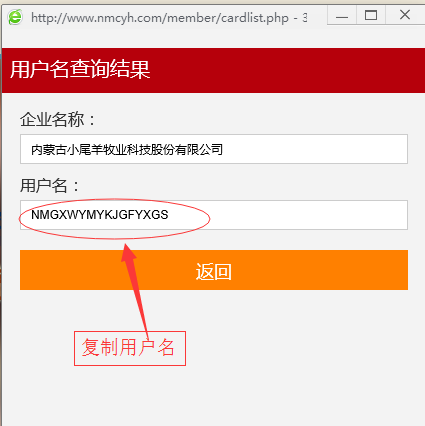 http://www.nmcyh.com/member/cardlist.php - 3
用户名查询结果
企业名称：
内蒙古小尾羊牧业科技股份有限公司
用户名：
NMGXWYMYKJGFYXGS
返回
复制用户名